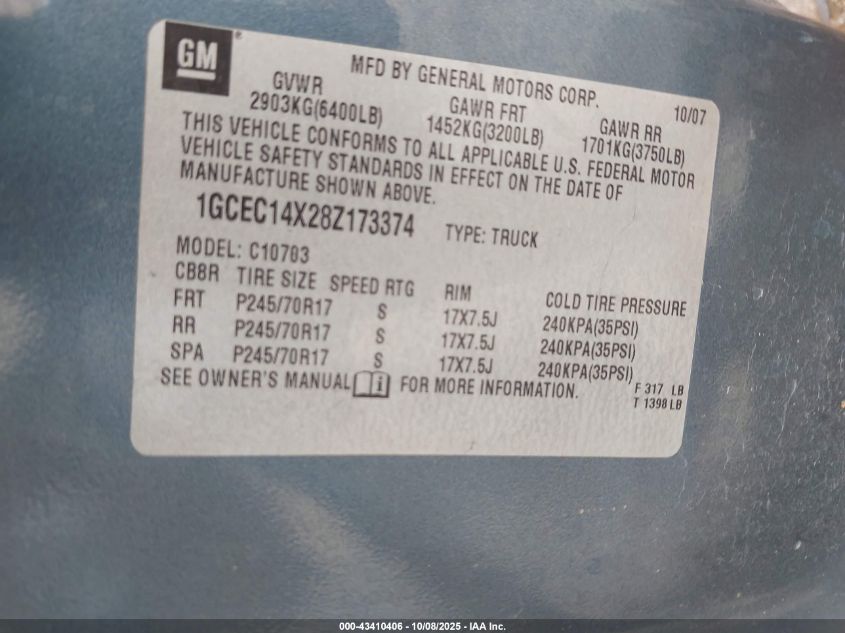 GM®
MFD BY GENERAL MOTORS CORP.
10/07
GVWR GAWR FRT GAWR RR
2903KG(6400LB) 1452KG(3200LB) 1701KG(3750LB)
THIS VEHICLE CONFORMS TO ALL APPLICABLE U.S. FEDERAL MOTOR
VEHICLE SAFETY STANDARDS IN EFFECT ON THE DATE OF
MANUFACTURE SHOWN ABOVE.
1GCEC14X28Z173374 TYPE: TRUCK
MODEL: C10703
CB8R TIRE SIZE SPEED RTG RIM COLD TIRE PRESSURE
FRT P245/70R17 S 17X7.5J 240KPA(35PSI)
RR P245/70R17 S 17X7.5J 240KPA(35PSI)
SPA P245/70R17 S 17X7.5J 240KPA(35PSI)
SEE OWNER'S MANUAL i FOR MORE INFORMATION.
F 317 LB
T 1398 LB
000-43410406 - 10/08/2025 - IAA Inc.